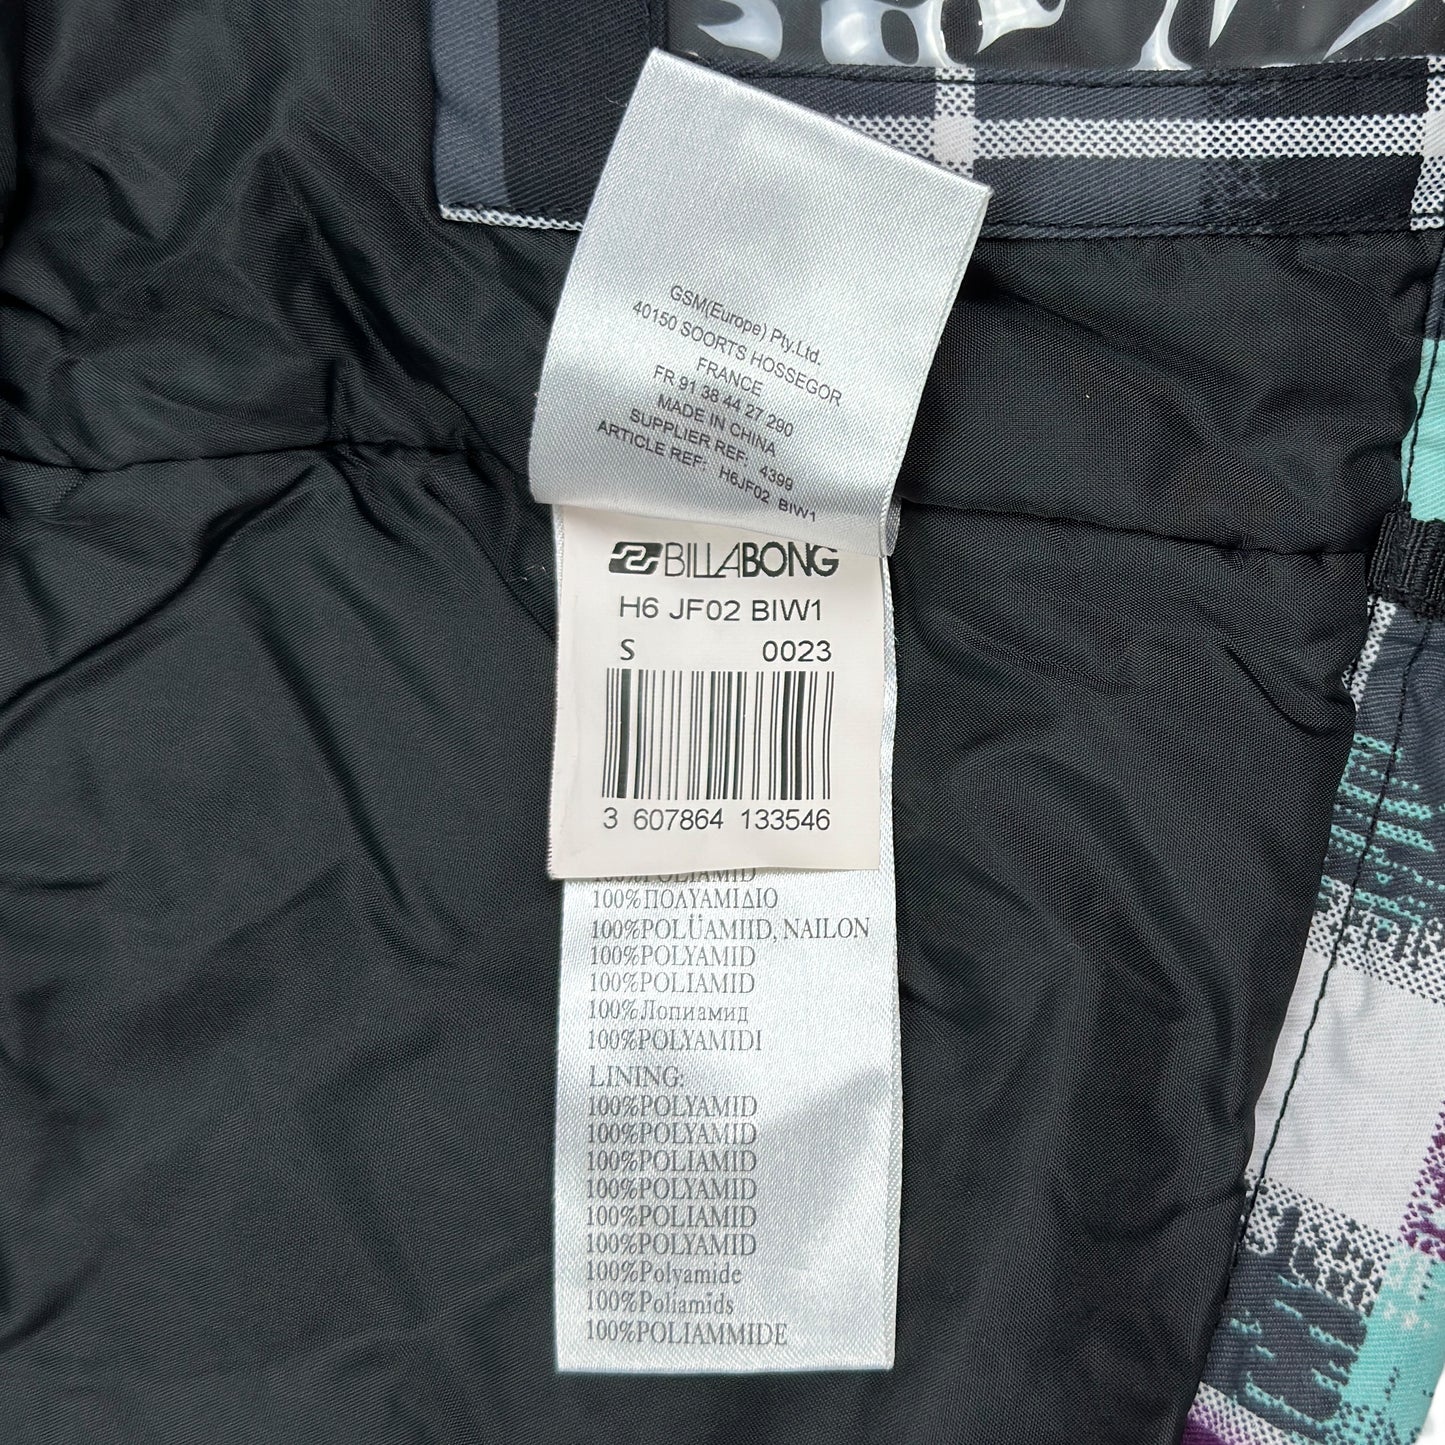 GSM(Europe) Pty.Ltd.
40150 SOORTS HOSSEGOR
FRANCE
FR 91 38 44 27 290
MADE IN CHINA
SUPPLIER REF: 4399
ARTICLE REF: H6JF02 BIW1
BILLABONG
H6 JF02 BIW1
S 0023
3 607864 133546
100%POLIAMID
100%ΠΟΛΥΑΜΙΔΙΟ
100%POLÜAMIID, NAILON
100%POLYAMID
100%POLIAMID
100%Лопиамид
100%POLYAMIDI
LINING:
100%POLYAMID
100%POLYAMID
100%POLIAMID
100%POLYAMID
100%POLIAMID
100%POLYAMID
100%Polyamide
100%Poliamīds
100%POLIAMMIDE